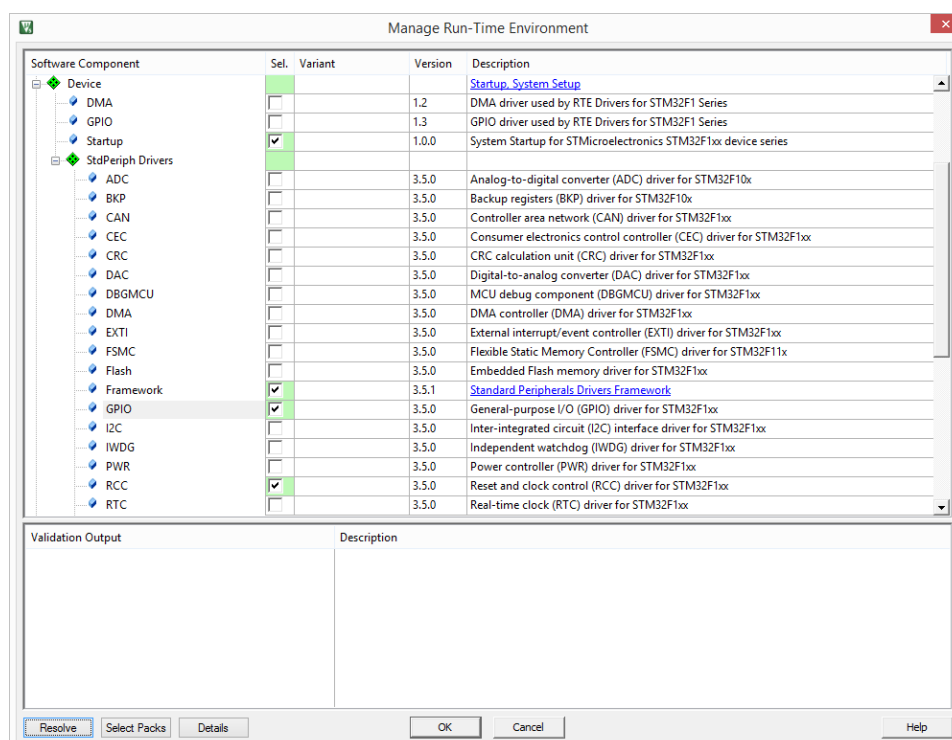 Manage Run-Time Environment
Software Component Sel. Variant Version Description
Device Startup, System Setup
DMA 1.2 DMA driver used by RTE Drivers for STM32F1 Series
GPIO 1.3 GPIO driver used by RTE Drivers for STM32F1 Series
Startup 1.0.0 System Startup for STMicroelectronics STM32F1xx device series
StdPeriph Drivers
ADC 3.5.0 Analog-to-digital converter (ADC) driver for STM32F10x
BKP 3.5.0 Backup registers (BKP) driver for STM32F10x
CAN 3.5.0 Controller area network (CAN) driver for STM32F1xx
CEC 3.5.0 Consumer electronics control controller (CEC) driver for STM32F1xx
CRC 3.5.0 CRC calculation unit (CRC) driver for STM32F1xx
DAC 3.5.0 Digital-to-analog converter (DAC) driver for STM32F1xx
DBGMCU 3.5.0 MCU debug component (DBGMCU) driver for STM32F1xx
DMA 3.5.0 DMA controller (DMA) driver for STM32F1xx
EXTI 3.5.0 External interrupt/event controller (EXTI) driver for STM32F1xx
FSMC 3.5.0 Flexible Static Memory Controller (FSMC) driver for STM32F11x
Flash 3.5.0 Embedded Flash memory driver for STM32F1xx
Framework 3.5.1 Standard Peripherals Drivers Framework
GPIO 3.5.0 General-purpose I/O (GPIO) driver for STM32F1xx
I2C 3.5.0 Inter-integrated circuit (I2C) interface driver for STM32F1xx
IWDG 3.5.0 Independent watchdog (IWDG) driver for STM32F1xx
PWR 3.5.0 Power controller (PWR) driver for STM32F1xx
RCC 3.5.0 Reset and clock control (RCC) driver for STM32F1xx
RTC 3.5.0 Real-time clock (RTC) driver for STM32F1xx
Validation Output Description
Resolve Select Packs Details OK Cancel Help